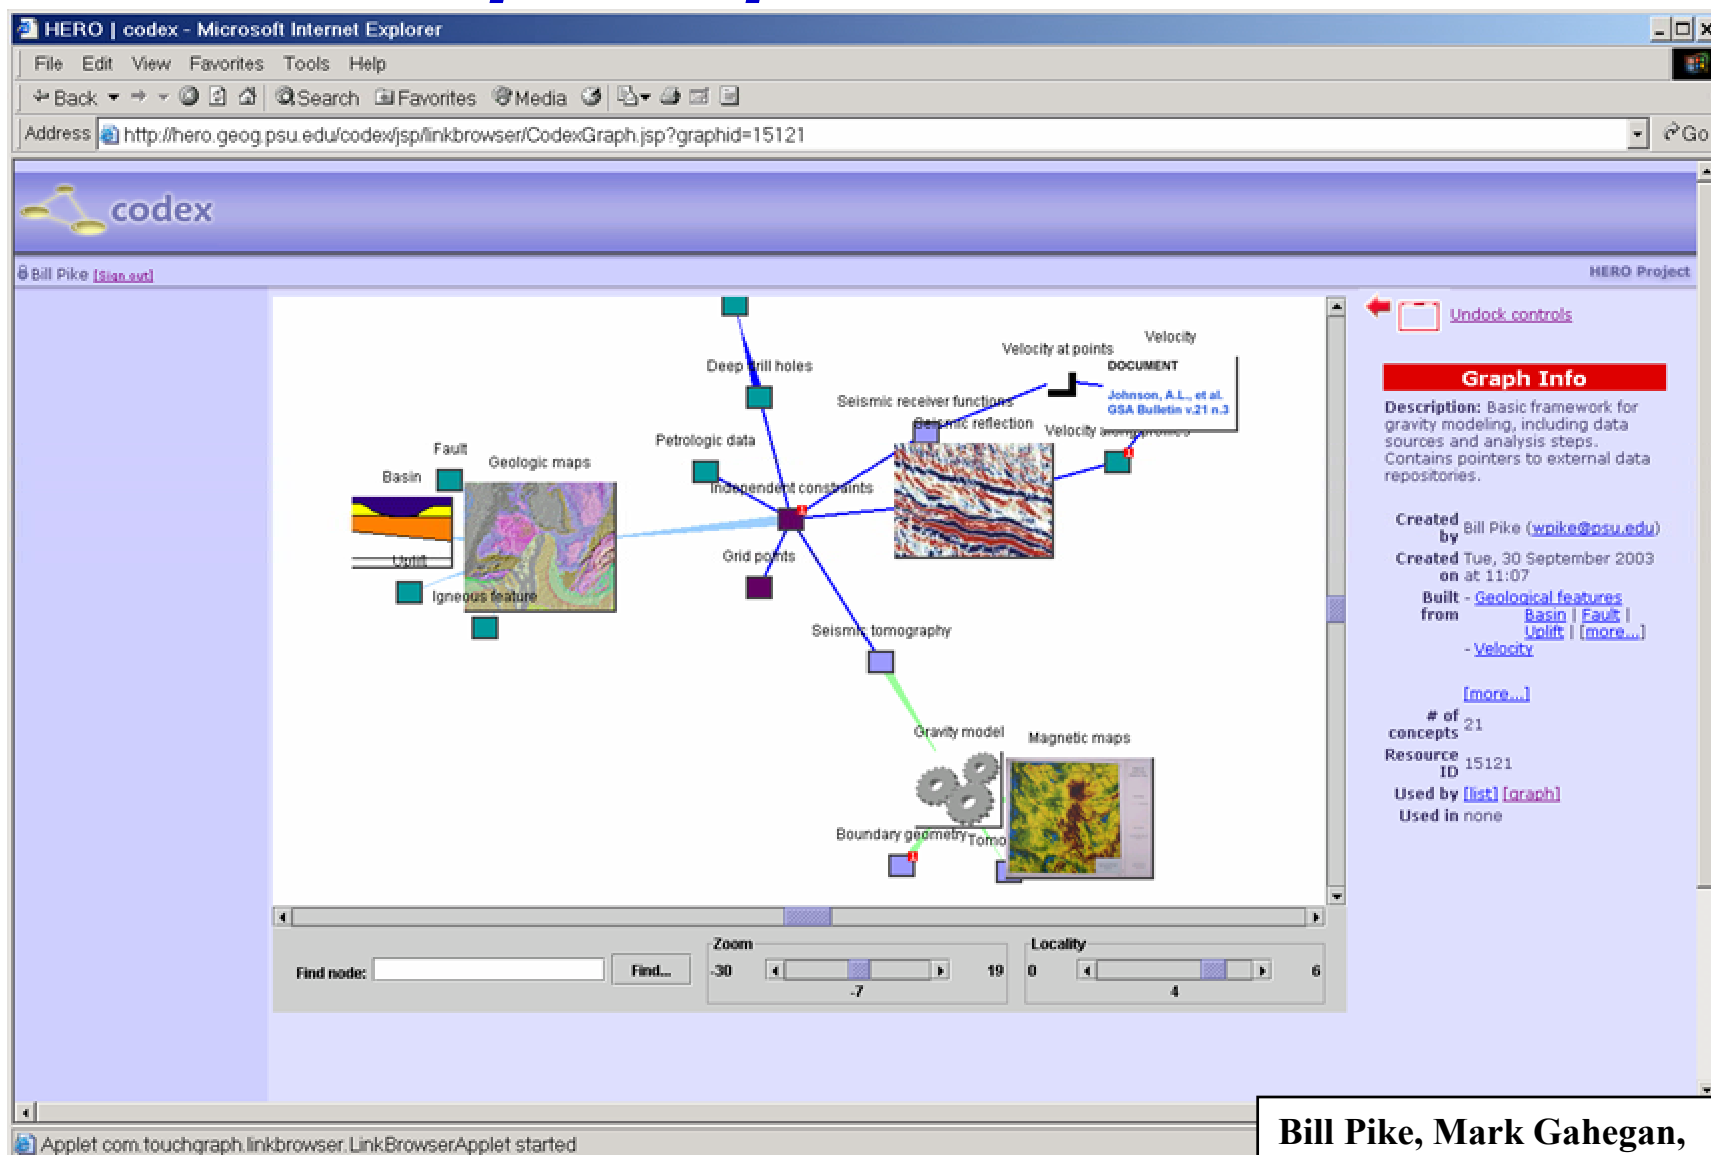 HERO | codex - Microsoft Internet Explorer
File Edit View Favorites Tools Help
Back Search Favorites Media
Address http://hero.geog.psu.edu/codex/jsp/linkbrowser/CodexGraph.jsp?graphid=15121 Go
codex
Bill Pike [Sign out] HERO Project
Undock controls
Graph Info
Description: Basic framework for
gravity modeling, including data
sources and analysis steps.
Contains pointers to external data
repositories.
Created by Bill Pike (wpike@psu.edu)
Created on Tue, 30 September 2003
at 11:07
Built from - Geological features
Basin | Fault |
Uplift | [more...]
- Velocity
[more...]
# of concepts 21
Resource ID 15121
Used by [list] [graph]
Used in none
Velocity
Velocity at points
DOCUMENT
Johnson, A.L., et al.
GSA Bulletin v.21 n.3
Deep drill holes
Seismic receiver functions
Seismic reflection
Velocity along profiles
Petrologic data
Fault
Geologic maps
Basin
Independent constraints
1
1
Grid points
Uplift
Igneous feature
Seismic tomography
Gravity model
Magnetic maps
Boundary geometry
Tomo
1
Find node: Find...
Zoom
-30 19
-7
Locality
0 6
4
Applet com.touchgraph.linkbrowser.LinkBrowserApplet started
Bill Pike, Mark Gahegan,